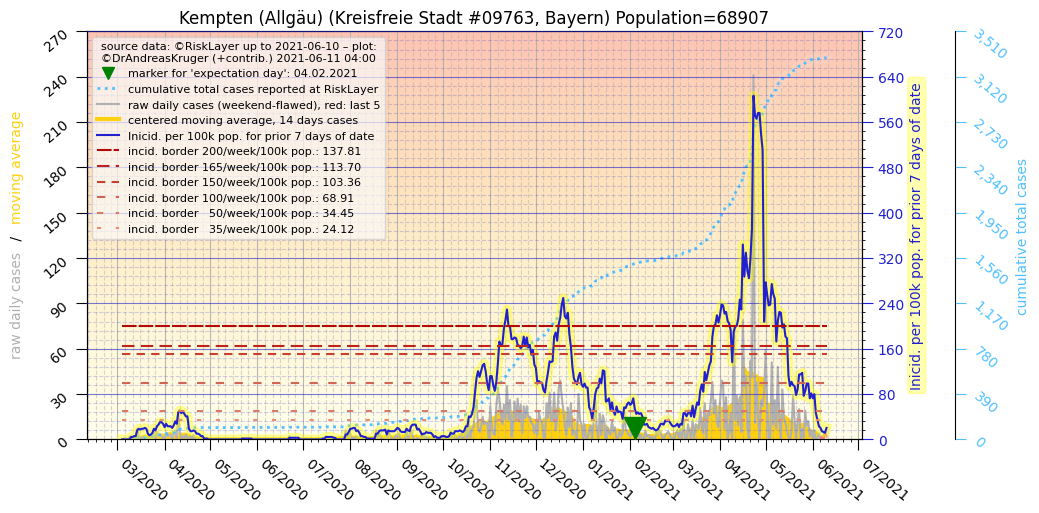 Kempten (Allgäu) (Kreisfreie Stadt #09763, Bayern) Population=68907
source data: ©RiskLayer up to 2021-06-10 – plot:
©DrAndreasKruger (+contrib.) 2021-06-11 04:00
marker for 'expectation day': 04.02.2021
cumulative total cases reported at RiskLayer
raw daily cases (weekend-flawed), red: last 5
centered moving average, 14 days cases
Inicid. per 100k pop. for prior 7 days of date
incid. border 200/week/100k pop.: 137.81
incid. border 165/week/100k pop.: 113.70
incid. border 150/week/100k pop.: 103.36
incid. border 100/week/100k pop.: 68.91
incid. border   50/week/100k pop.: 34.45
incid. border   35/week/100k pop.: 24.12
raw daily cases / moving average
270
240
210
180
150
120
90
60
30
0
720
640
560
480
400
320
240
160
80
0
Inicid. per 100k pop. for prior 7 days of date
3,510
3,120
2,730
2,340
1,950
1,560
1,170
780
390
0
cumulative total cases
03/2020
04/2020
05/2020
06/2020
07/2020
08/2020
09/2020
10/2020
11/2020
12/2020
01/2021
02/2021
03/2021
04/2021
05/2021
06/2021
07/2021